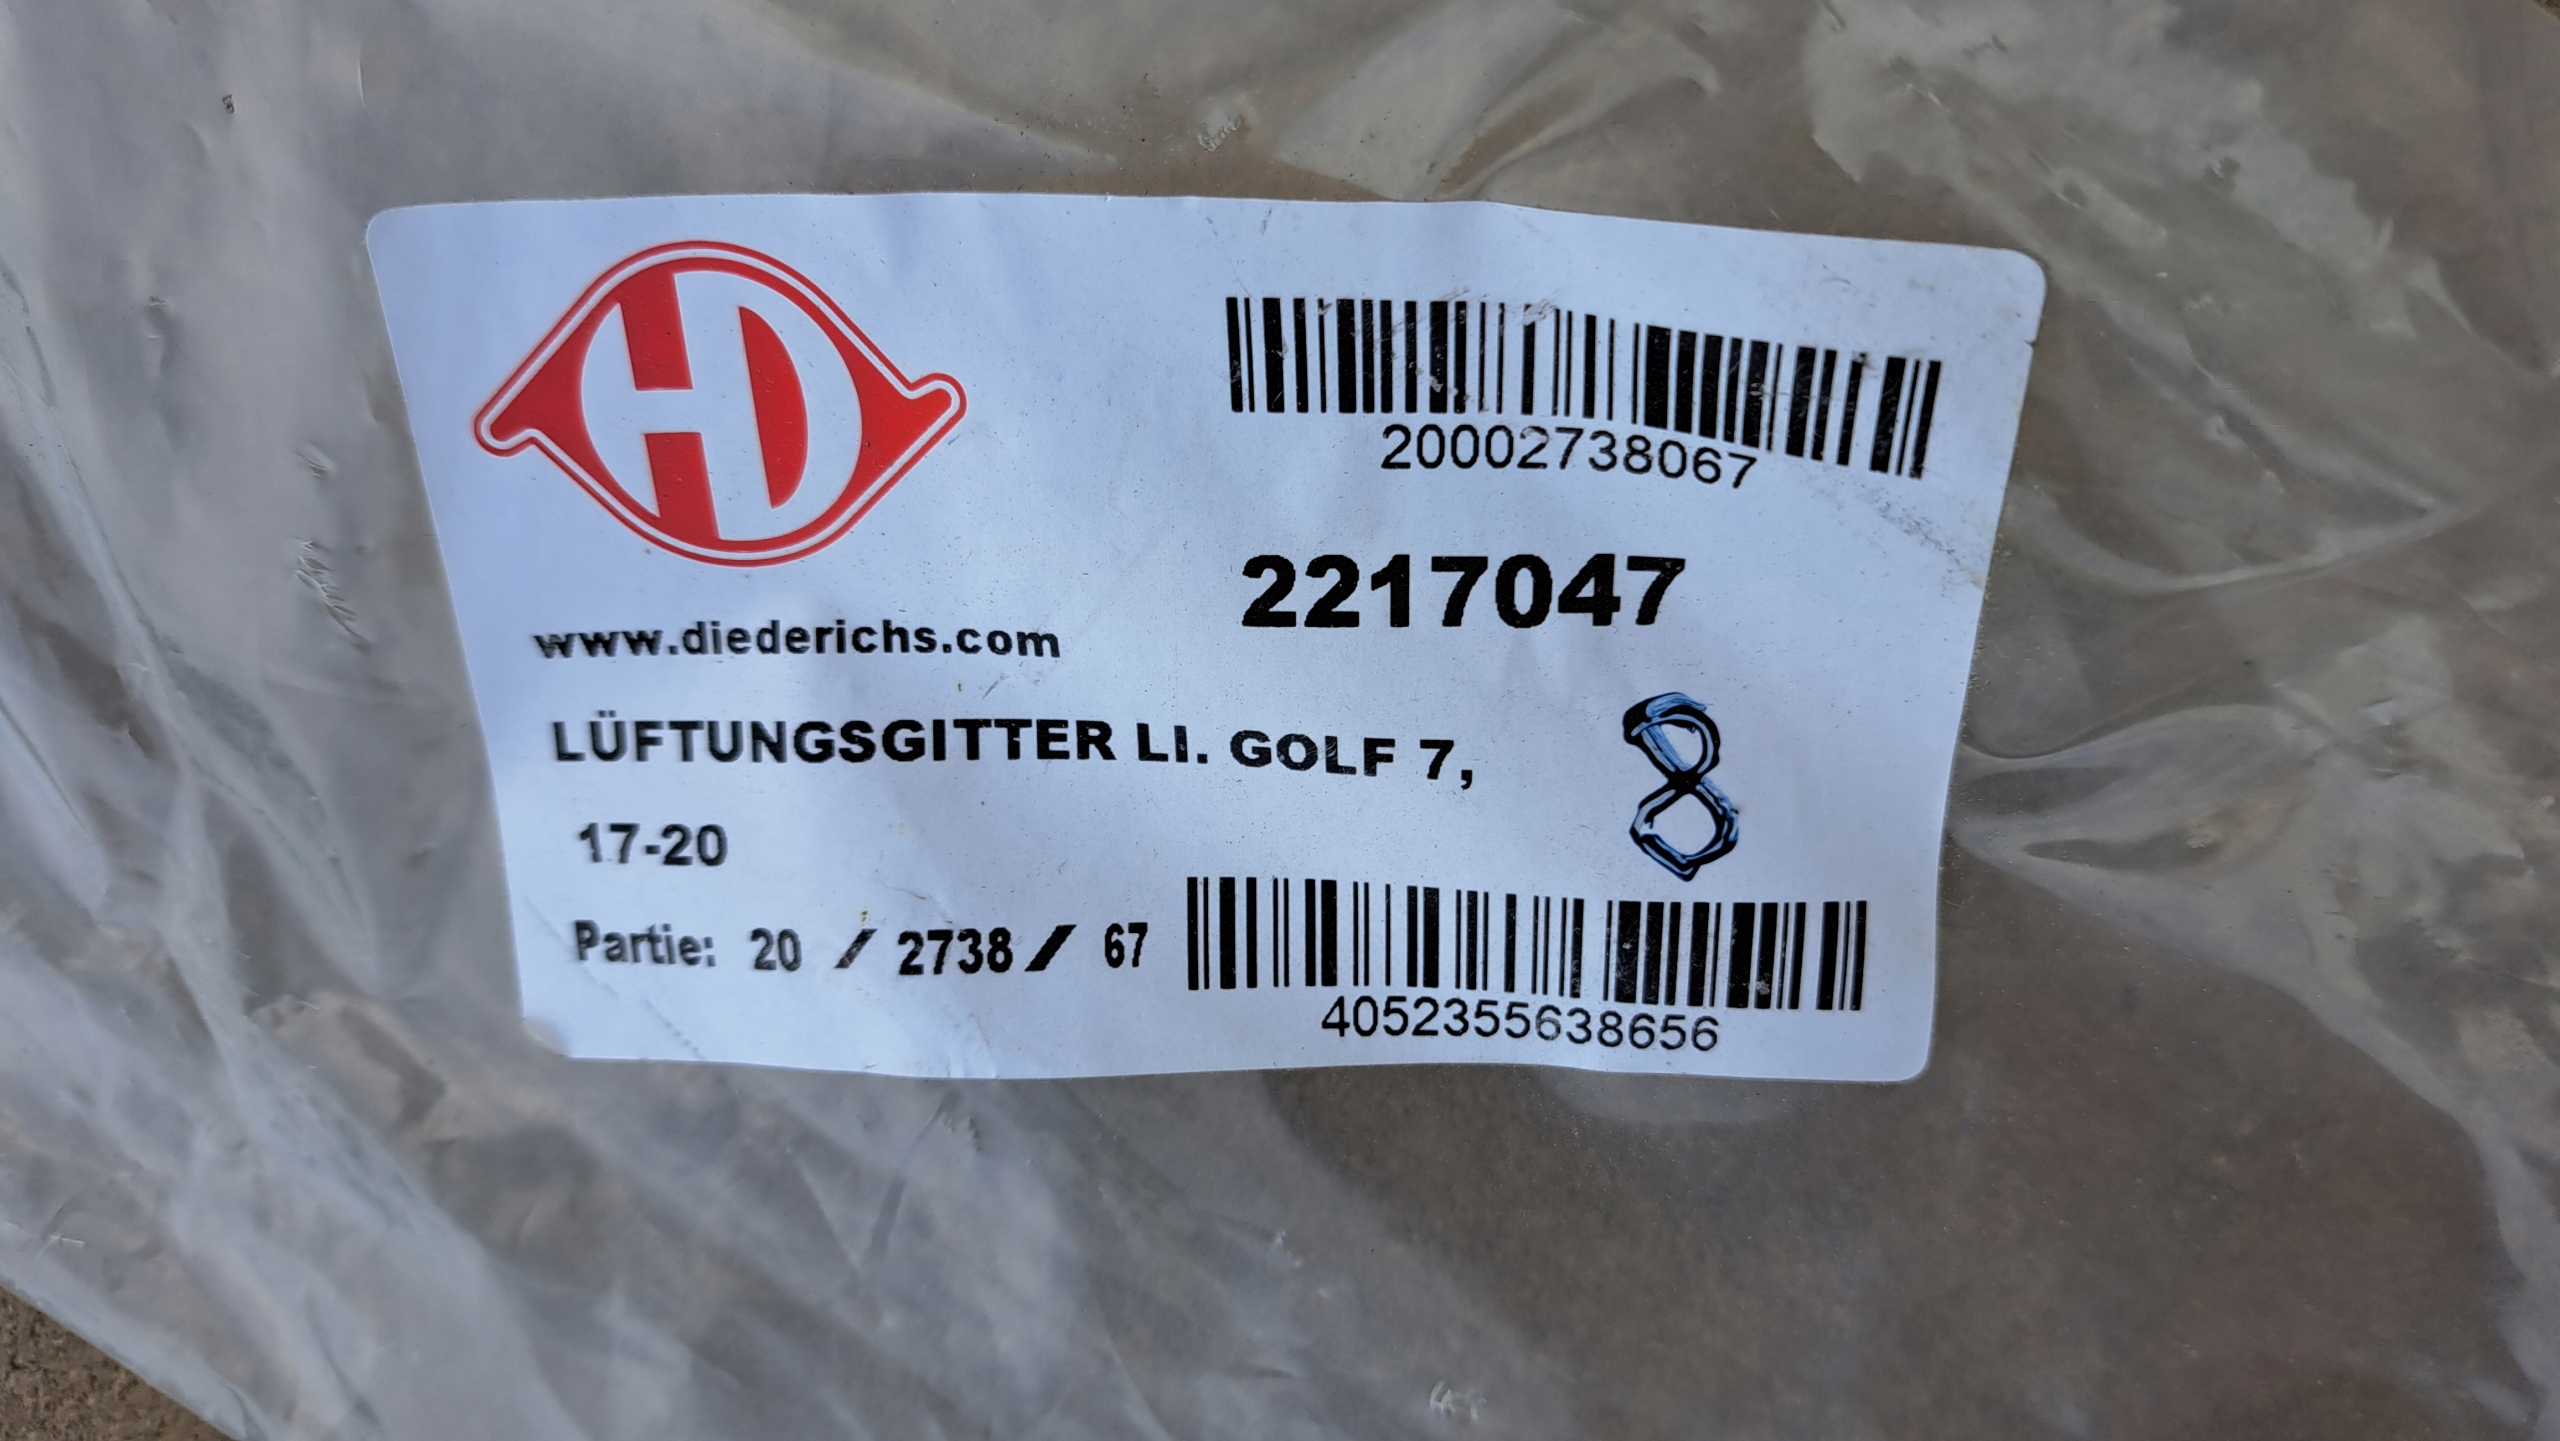 HD
20002738067
2217047
www.diederichs.com
LÜFTUNGSGITTER LI. GOLF 7,
8
17-20
Partie: 20 / 2738 / 67
4052355638656